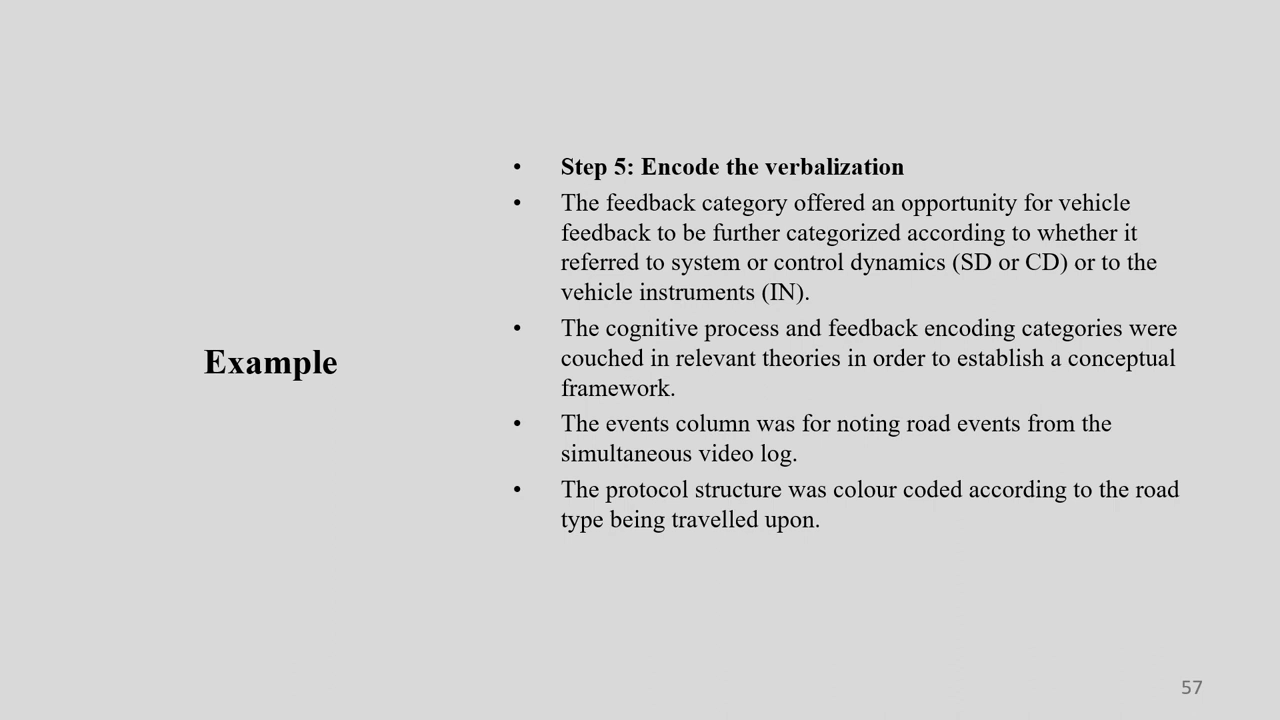 Example
• Step 5: Encode the verbalization
• The feedback category offered an opportunity for vehicle
feedback to be further categorized according to whether it
referred to system or control dynamics (SD or CD) or to the
vehicle instruments (IN).
• The cognitive process and feedback encoding categories were
couched in relevant theories in order to establish a conceptual
framework.
• The events column was for noting road events from the
simultaneous video log.
• The protocol structure was colour coded according to the road
type being travelled upon.
57